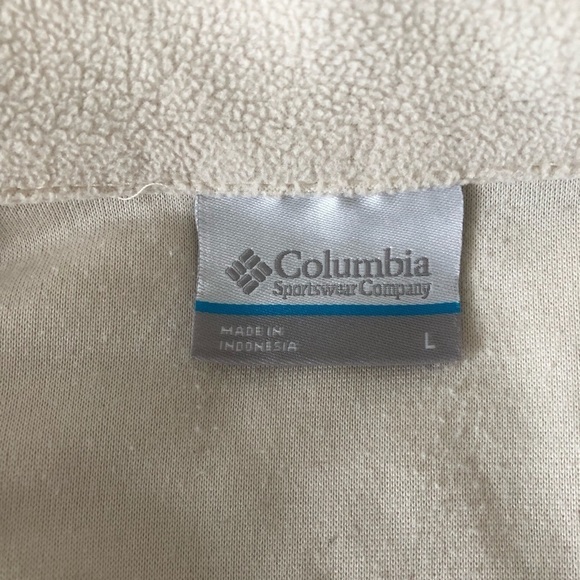 Columbia
Sportswear Company
MADE IN
INDONESIA
L